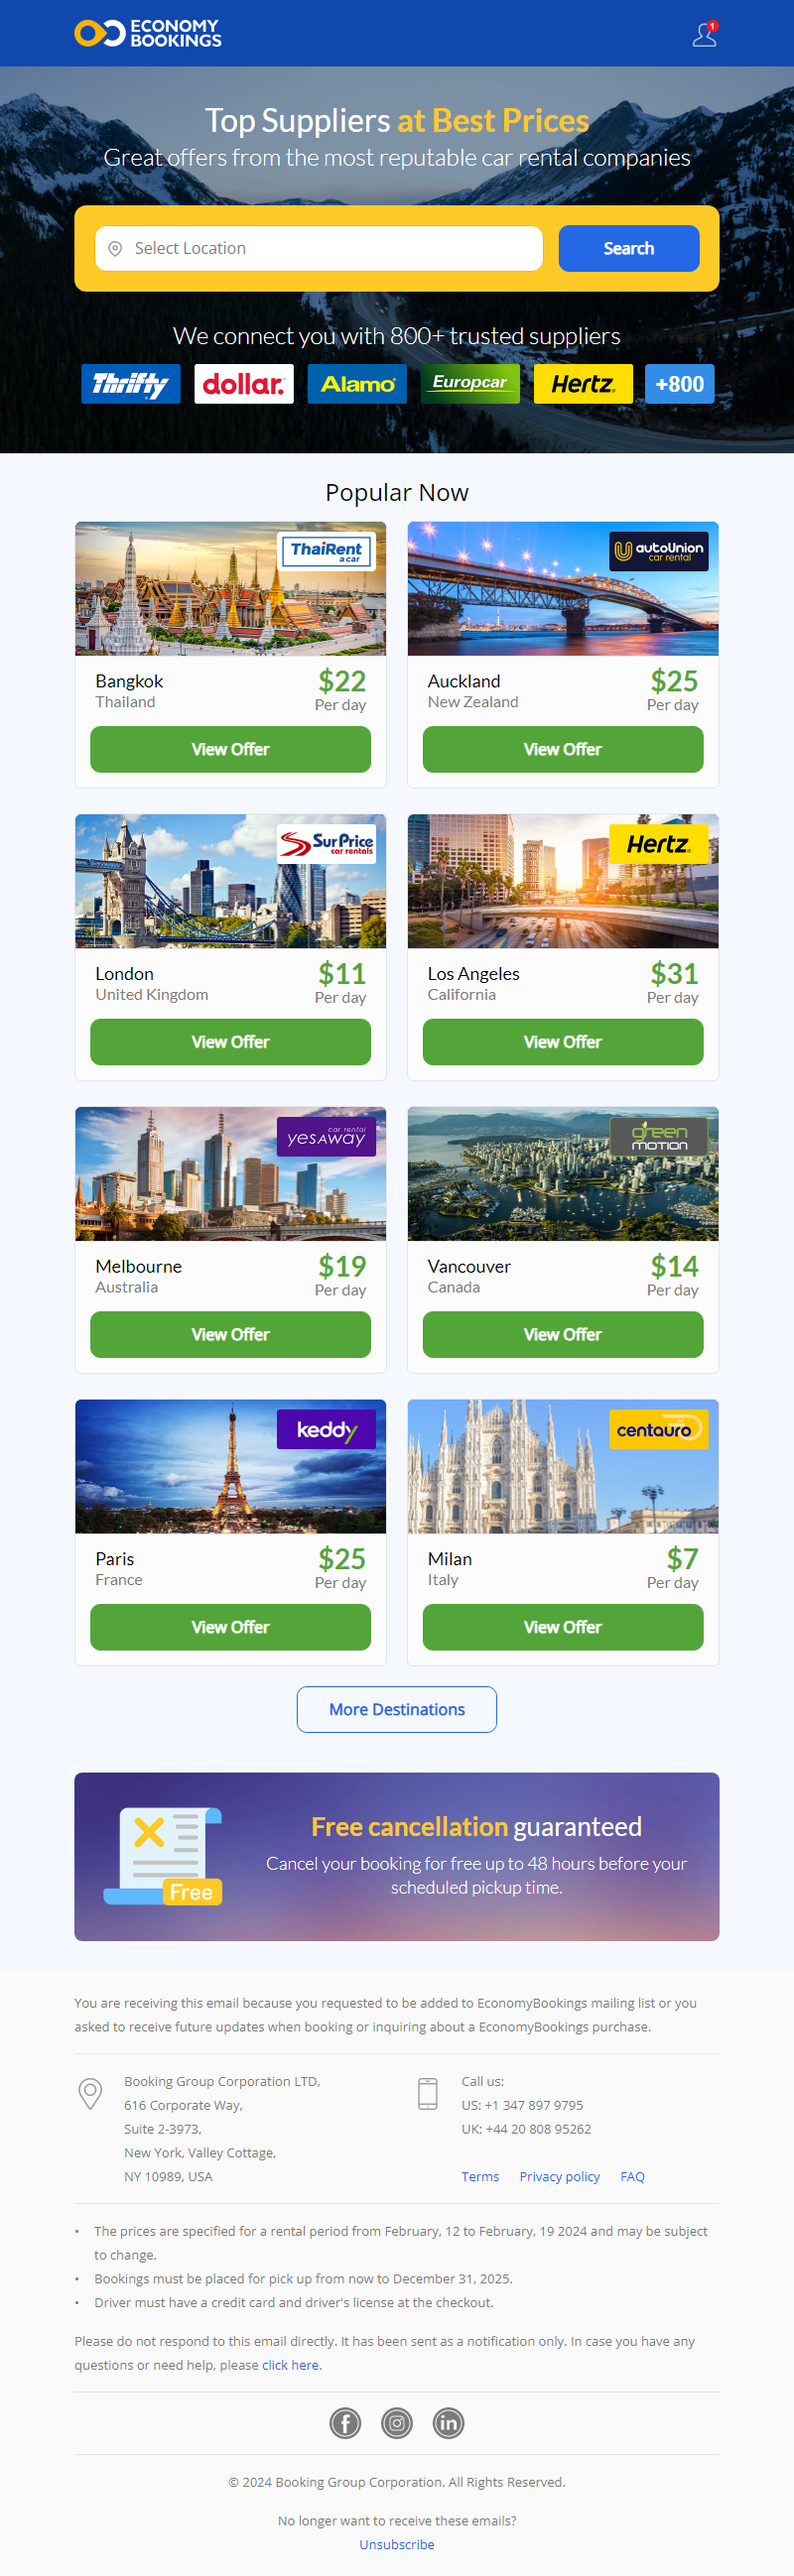 ECONOMY
BOOKINGS
1
Top Suppliers at Best Prices
Great offers from the most reputable car rental companies
Select Location
Search
We connect you with 800+ trusted suppliers
Thrifty dollar. Alamo Europcar Hertz +800
Popular Now
ThaiRent
a car
Bangkok $22
Thailand Per day
View Offer
autoUnion
car rental
Auckland $25
New Zealand Per day
View Offer
SurPrice
car rentals
London $11
United Kingdom Per day
View Offer
Hertz
Los Angeles $31
California Per day
View Offer
car rental
yesAway
Melbourne $19
Australia Per day
View Offer
green
MOTION
Vancouver $14
Canada Per day
View Offer
keddy
Paris $25
France Per day
View Offer
centauro
Milan $7
Italy Per day
View Offer
More Destinations
Free
Free cancellation guaranteed
Cancel your booking for free up to 48 hours before your
scheduled pickup time.
You are receiving this email because you requested to be added to EconomyBookings mailing list or you
asked to receive future updates when booking or inquiring about a EconomyBookings purchase.
Booking Group Corporation LTD,
616 Corporate Way,
Suite 2-3973,
New York, Valley Cottage,
NY 10989, USA
Call us:
US: +1 347 897 9795
UK: +44 20 808 95262
Terms Privacy policy FAQ
• The prices are specified for a rental period from February, 12 to February, 19 2024 and may be subject
to change.
• Bookings must be placed for pick up from now to December 31, 2025.
• Driver must have a credit card and driver's license at the checkout.
Please do not respond to this email directly. It has been sent as a notification only. In case you have any
questions or need help, please click here.
© 2024 Booking Group Corporation. All Rights Reserved.
No longer want to receive these emails?
Unsubscribe